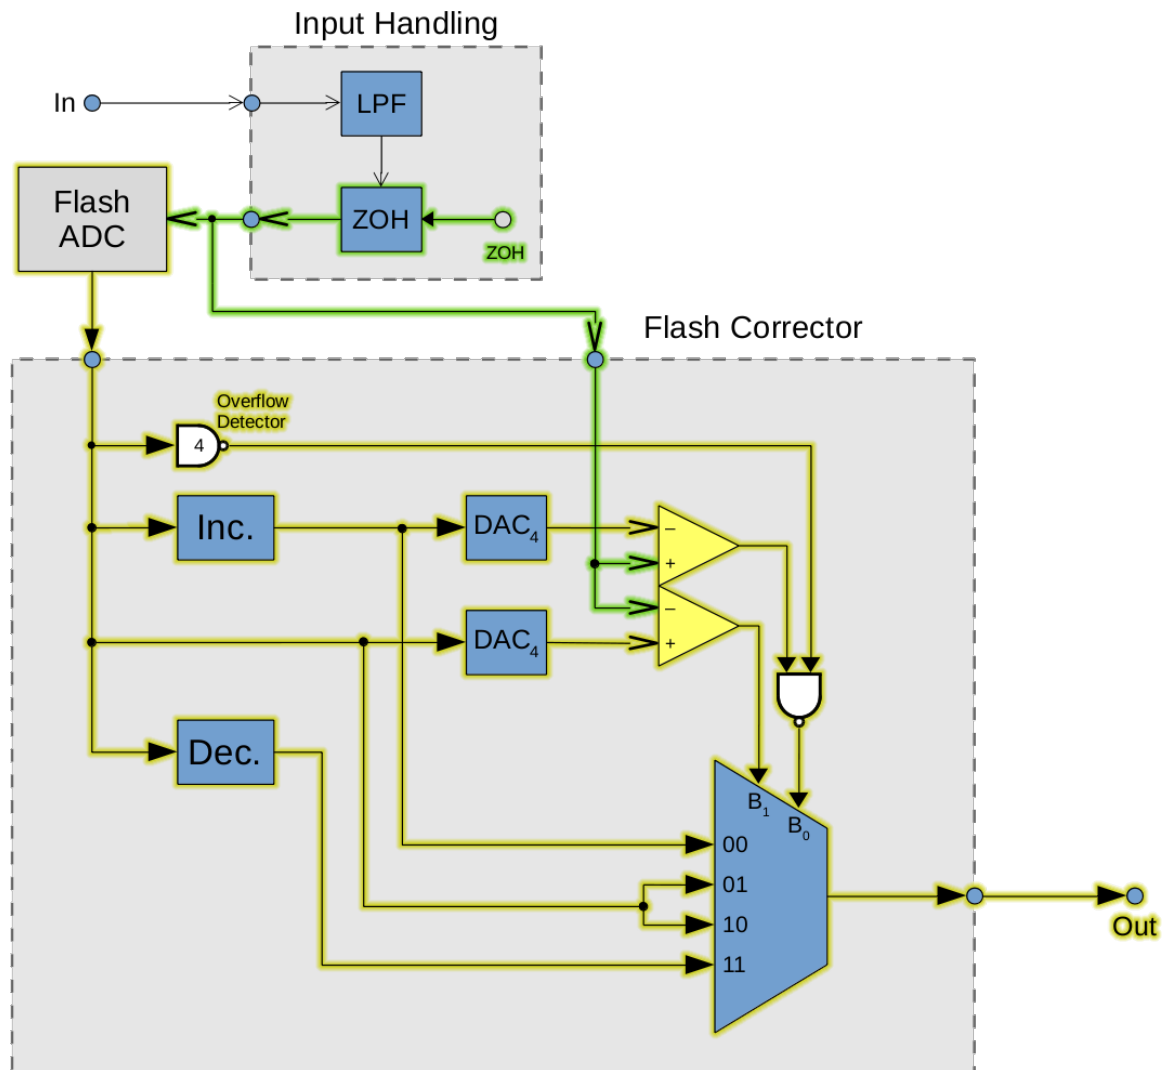 Input Handling
In
LPF
Flash
ADC
ZOH
ZOH
Flash Corrector
Overflow
Detector
4
Inc.
DAC4
–
+
–
DAC4
+
Dec.
B1
B0
00
01
10
11
Out